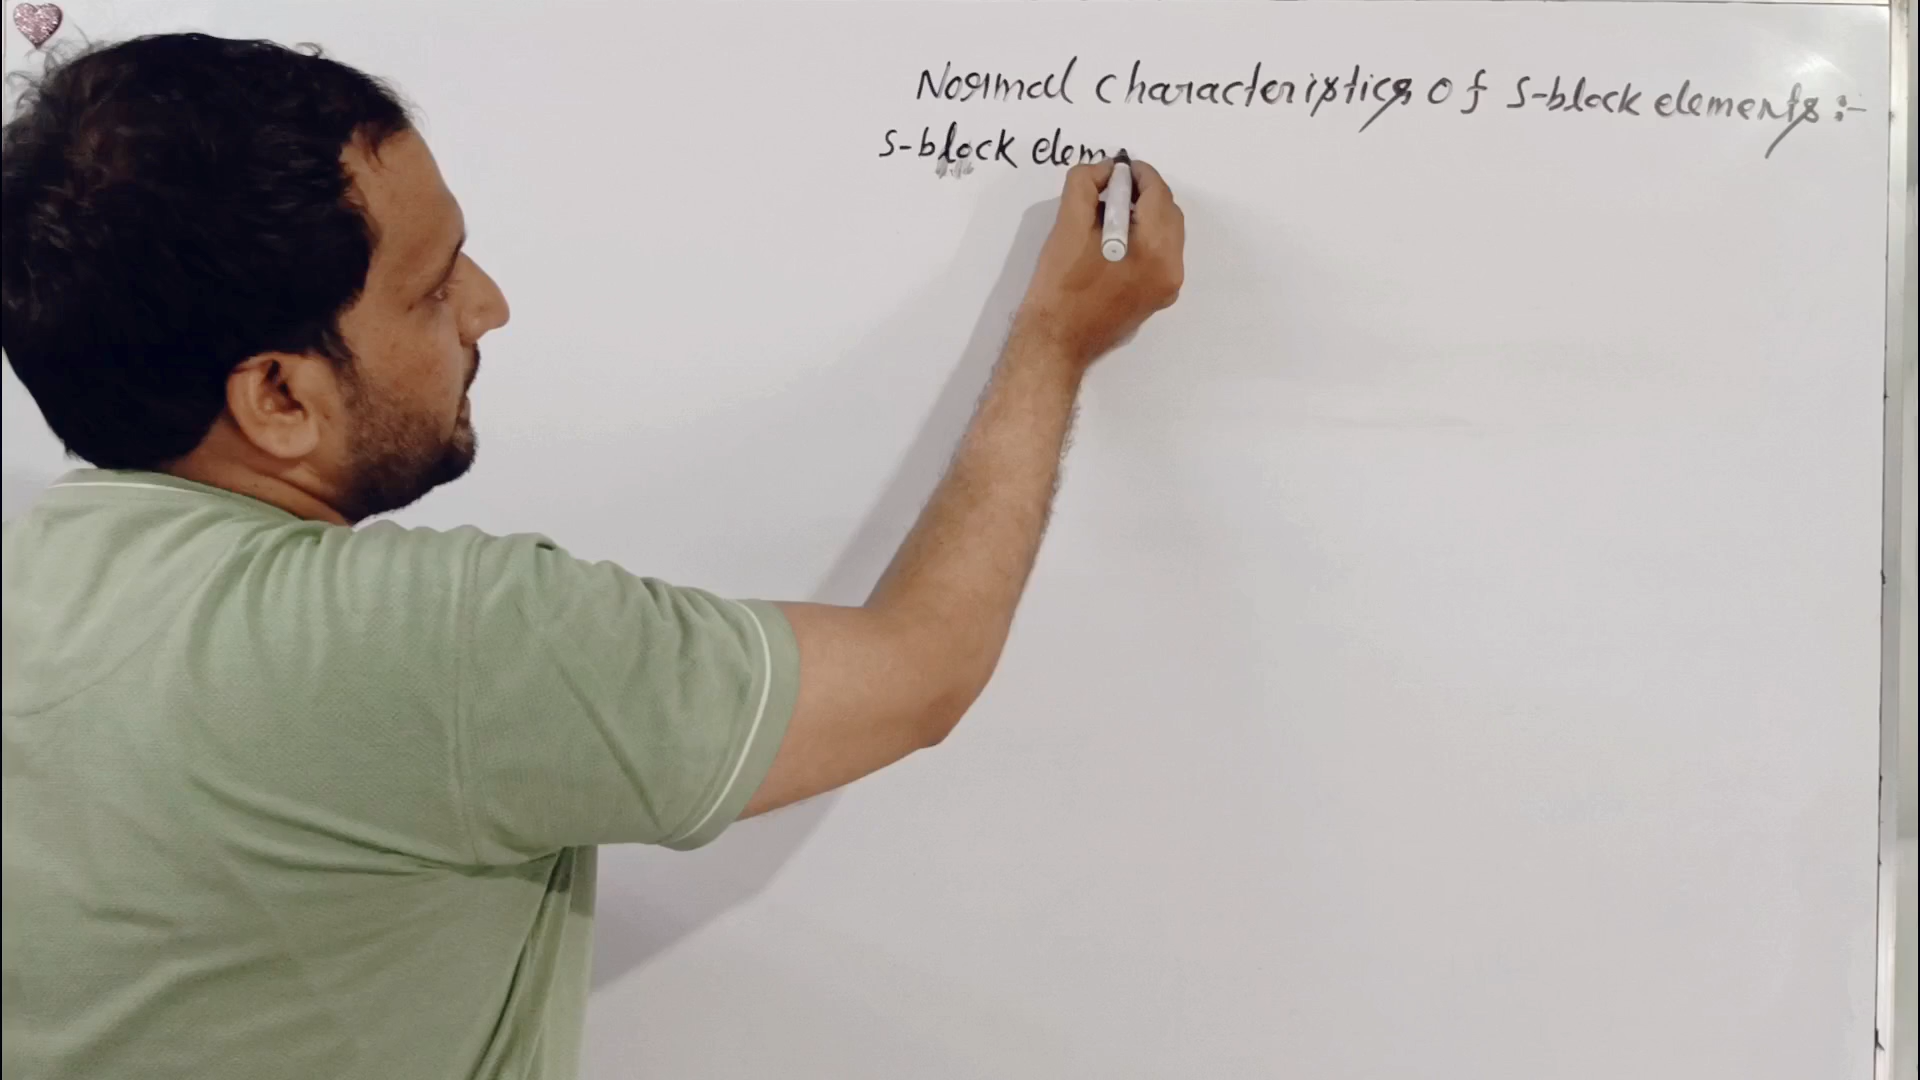 Normal characteristics of s-block elements :-
s-block elem